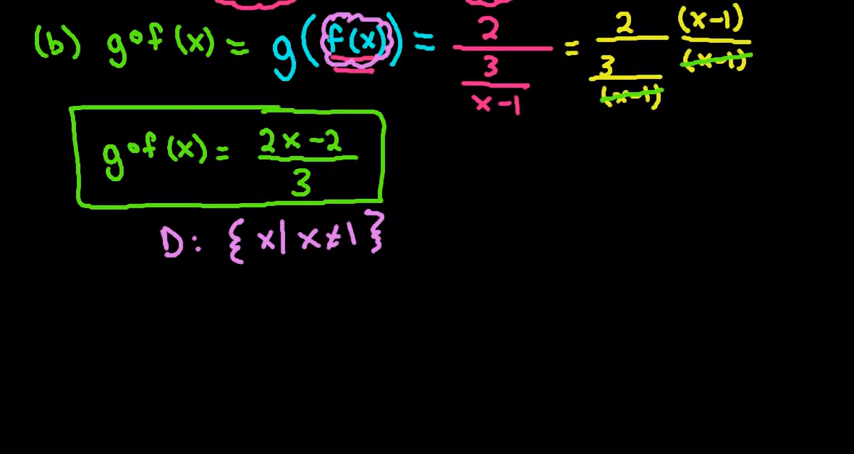 (b) g∘f(x) = g(f(x)) = 2/(3/(x-1)) = 2/(3/(x-1)) (x-1)/(x-1)
g∘f(x) = (2x-2)/3
D: {x|x≠1}